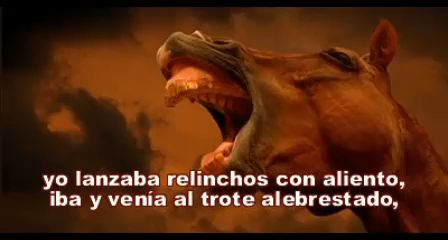 yo lanzaba relinchos con aliento,
iba y venía al trote alebrestado,